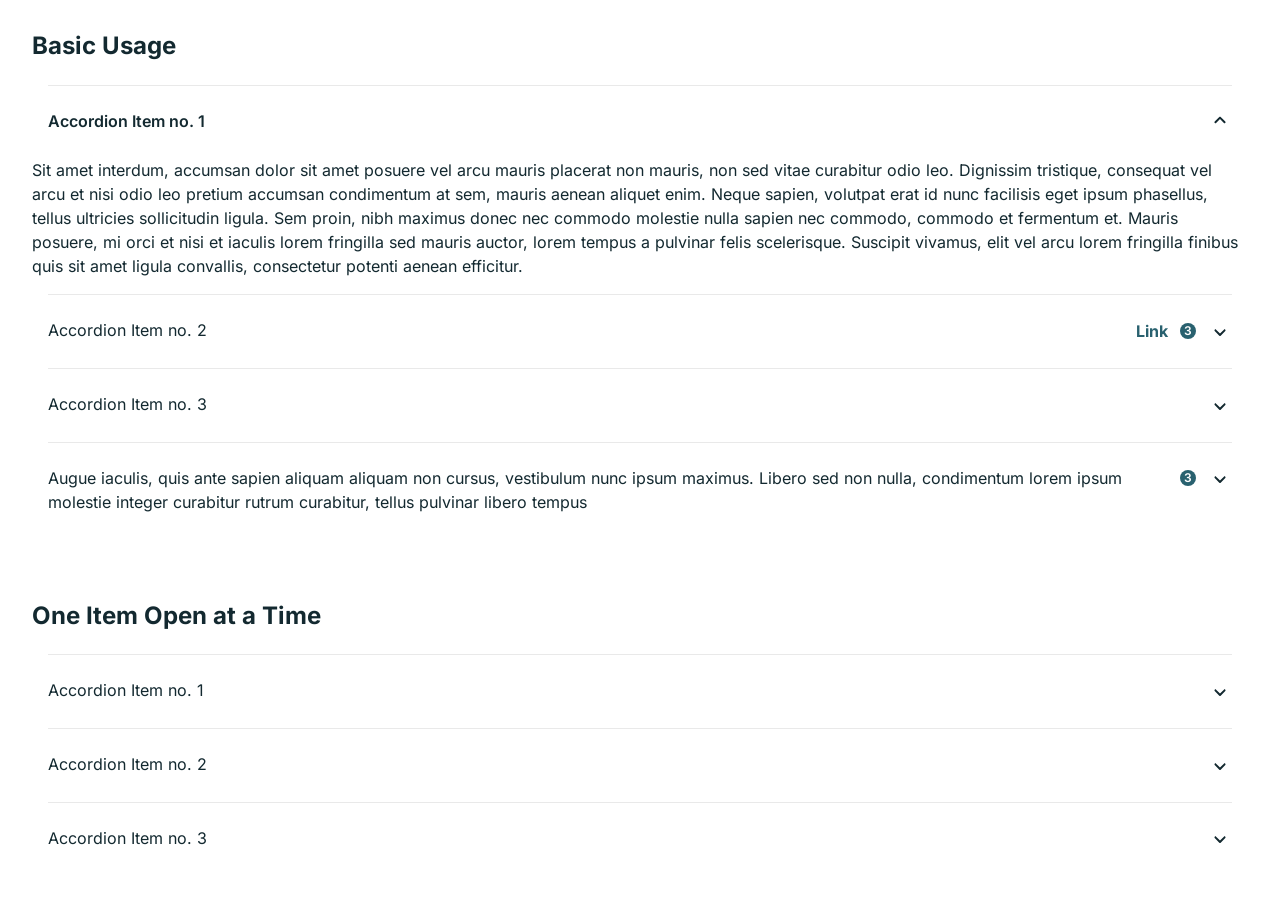 Basic Usage
Accordion Item no. 1
Sit amet interdum, accumsan dolor sit amet posuere vel arcu mauris placerat non mauris, non sed vitae curabitur odio leo. Dignissim tristique, consequat vel
arcu et nisi odio leo pretium accumsan condimentum at sem, mauris aenean aliquet enim. Neque sapien, volutpat erat id nunc facilisis eget ipsum phasellus,
tellus ultricies sollicitudin ligula. Sem proin, nibh maximus donec nec commodo molestie nulla sapien nec commodo, commodo et fermentum et. Mauris
posuere, mi orci et nisi et iaculis lorem fringilla sed mauris auctor, lorem tempus a pulvinar felis scelerisque. Suscipit vivamus, elit vel arcu lorem fringilla finibus
quis sit amet ligula convallis, consectetur potenti aenean efficitur.
Accordion Item no. 2 Link 3
Accordion Item no. 3
Augue iaculis, quis ante sapien aliquam aliquam non cursus, vestibulum nunc ipsum maximus. Libero sed non nulla, condimentum lorem ipsum 3
molestie integer curabitur rutrum curabitur, tellus pulvinar libero tempus
One Item Open at a Time
Accordion Item no. 1
Accordion Item no. 2
Accordion Item no. 3